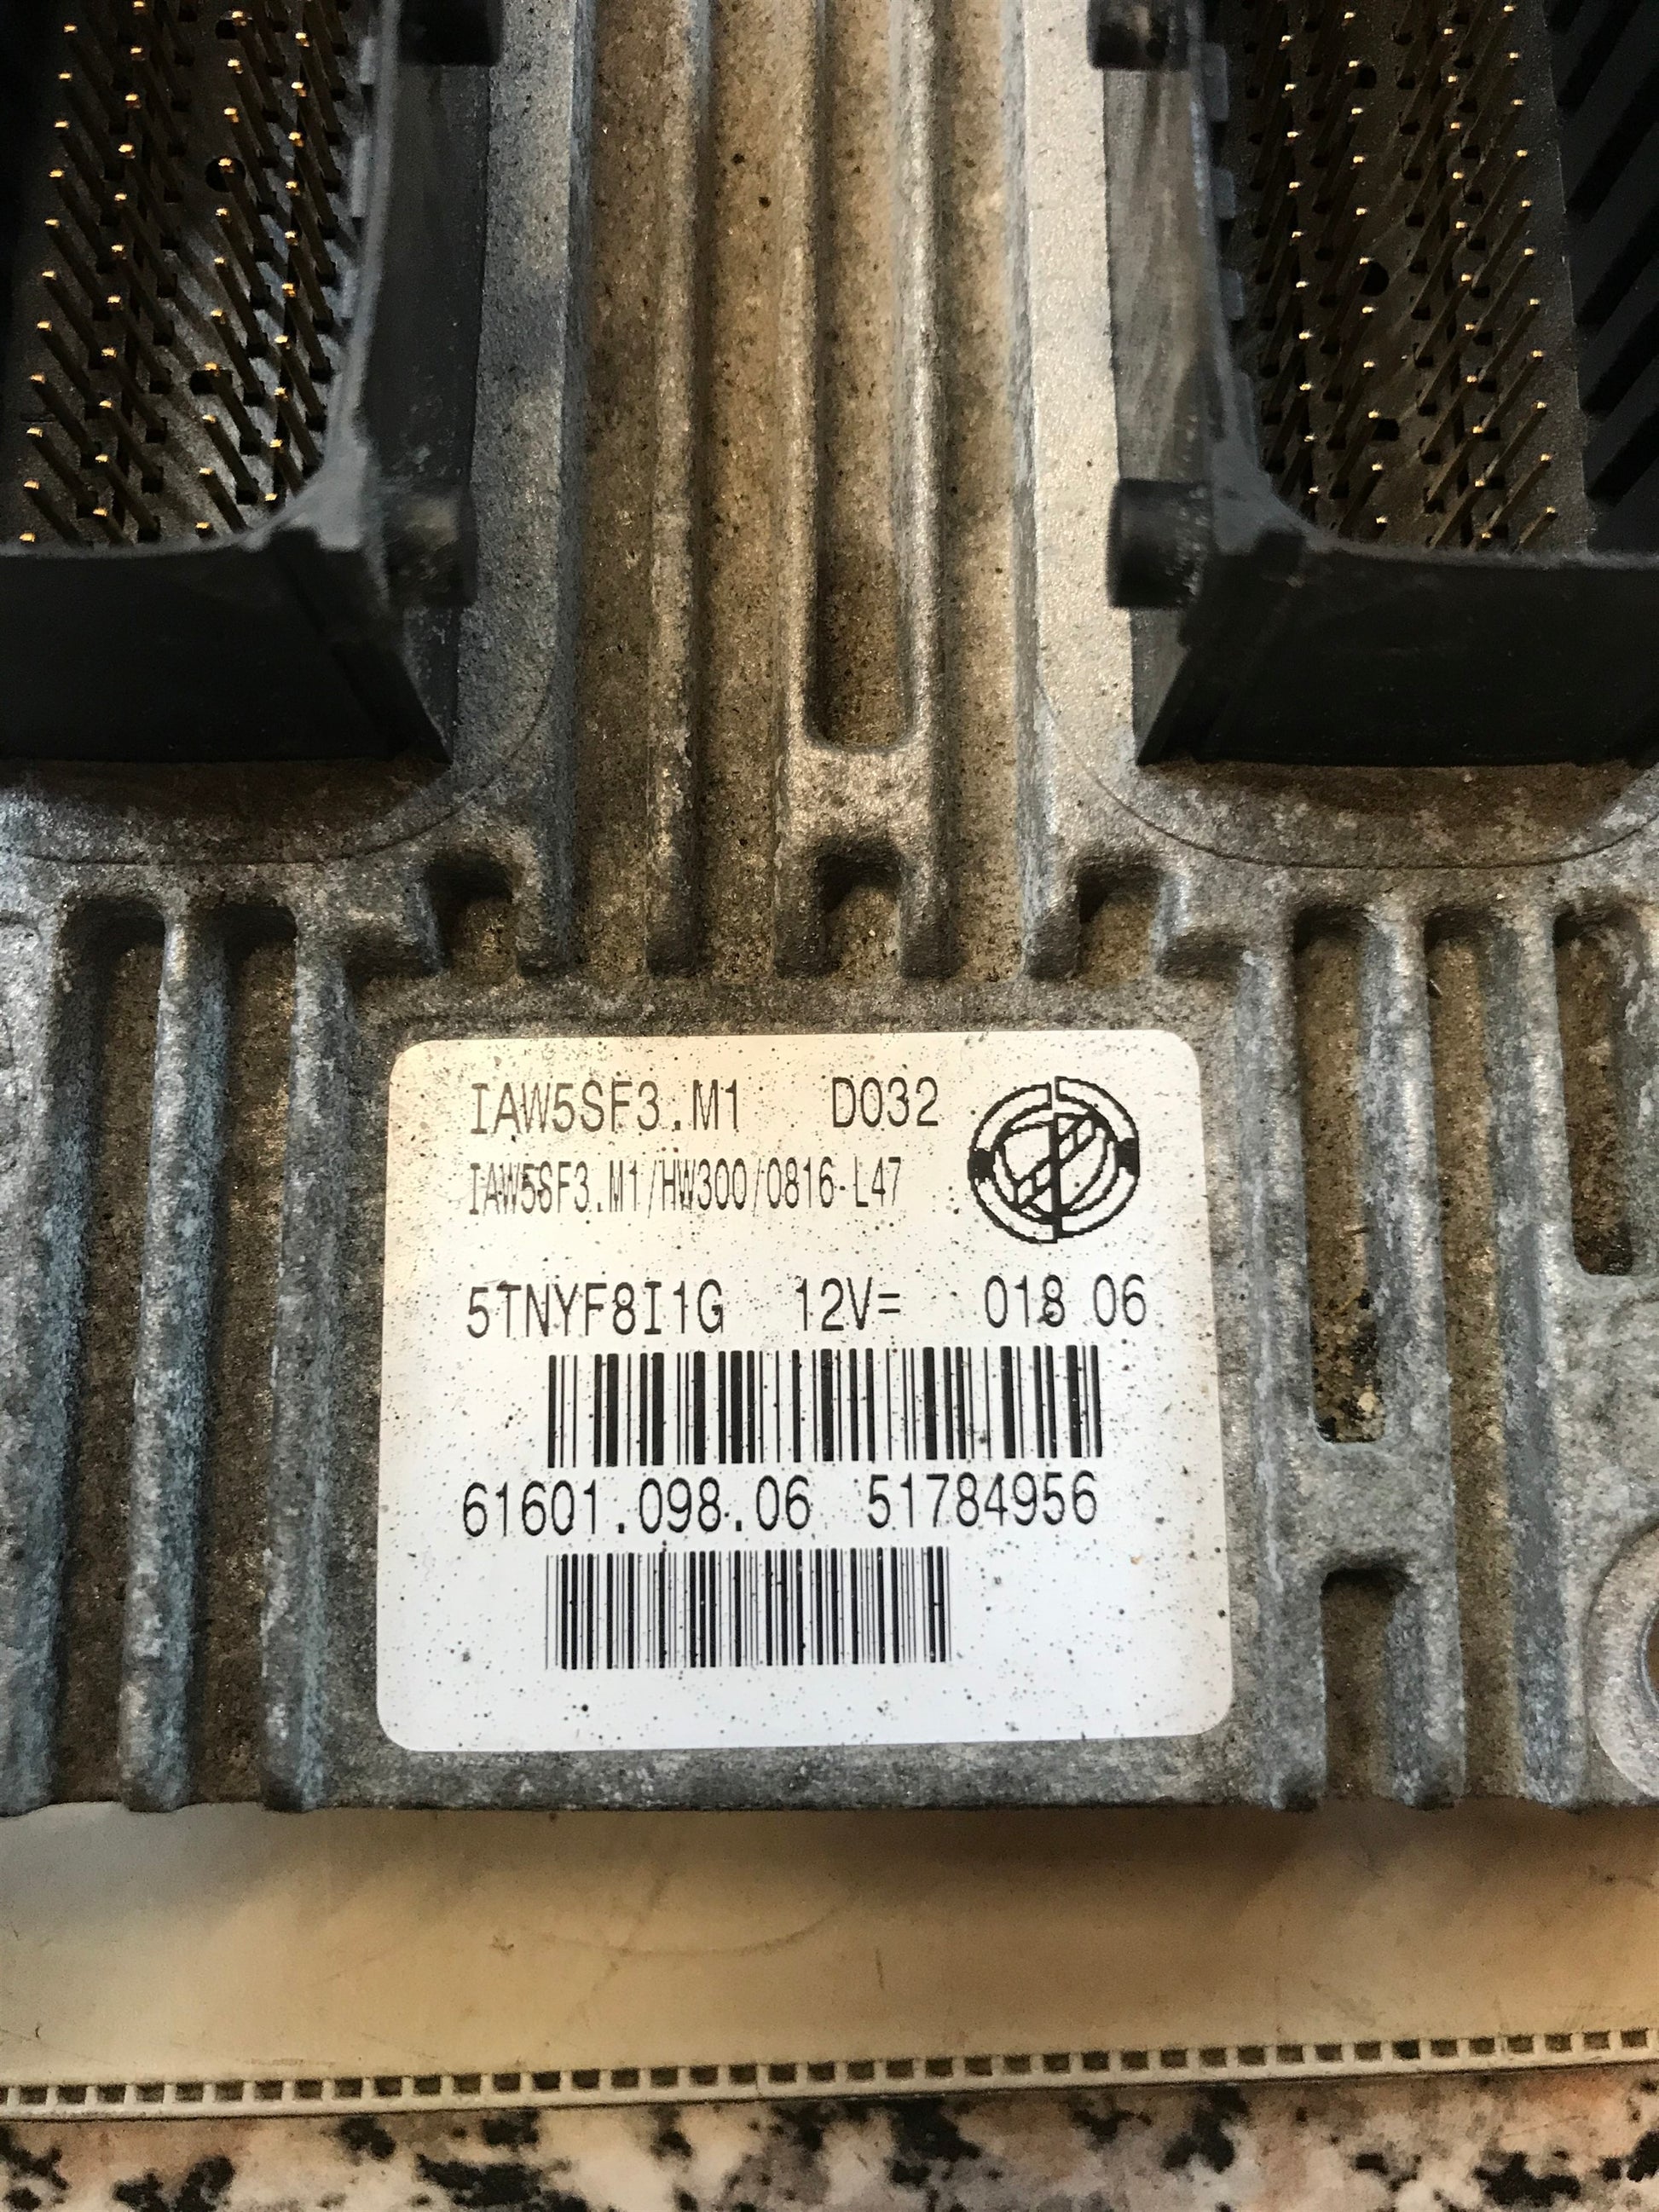 IAW5SF3.M1 D032
IAW5SF3.M1/HW300/0816-L47
5TNYF8I1G 12V= 018 06
61601.098.06 51784956